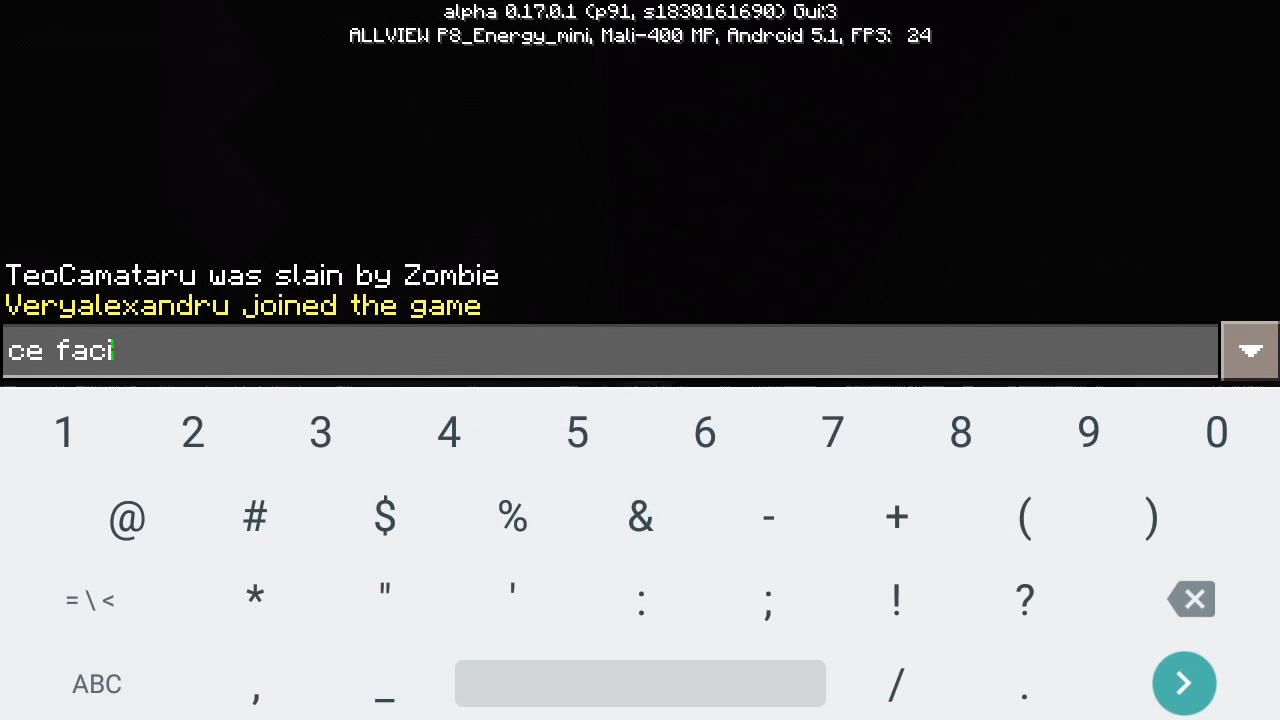 alpha 0.17.0.1 (p91, s1830161690) Gui:3
ALLVIEW P8_Energy_mini, Mali-400 MP, Android 5.1, FPS: 24
TeoCamataru was slain by Zombie
Veryalexandru joined the game
ce faci
1 2 3 4 5 6 7 8 9 0
@ # $ % & - + ( )
= \ < * " ' : ; ! ?
ABC , _ / .